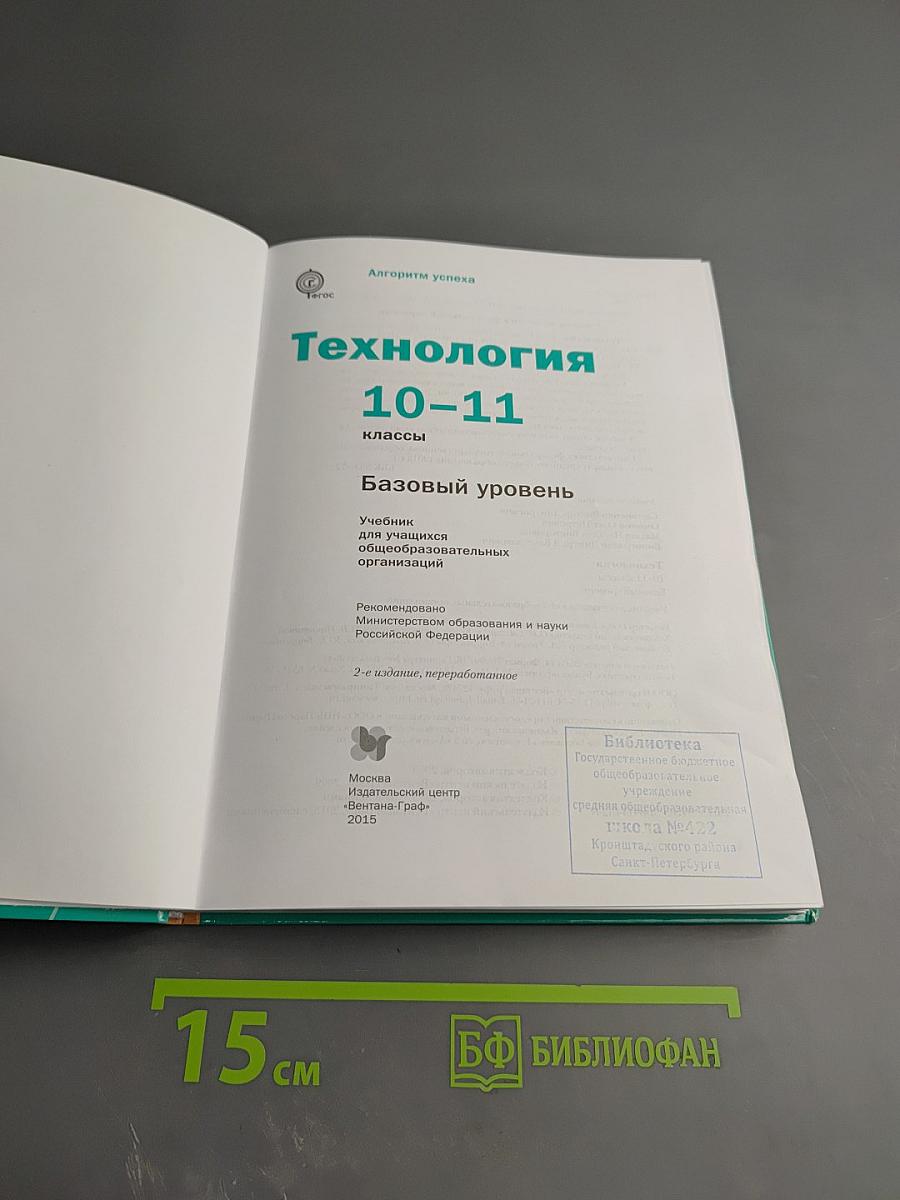 ФГОС
Алгоритм успеха
Технология
10–11
классы
Базовый уровень
Учебник
для учащихся
общеобразовательных
организаций
Рекомендовано
Министерством образования и науки
Российской Федерации
2-е издание, переработанное
Москва
Издательский центр
«Вентана-Граф»
2015
Библиотека
Государственное бюджетное
общеобразовательное
учреждение
средняя общеобразовательная
школа №422
Кронштадтского района
Санкт-Петербурга
15 см
БФ БИБЛИОФАН